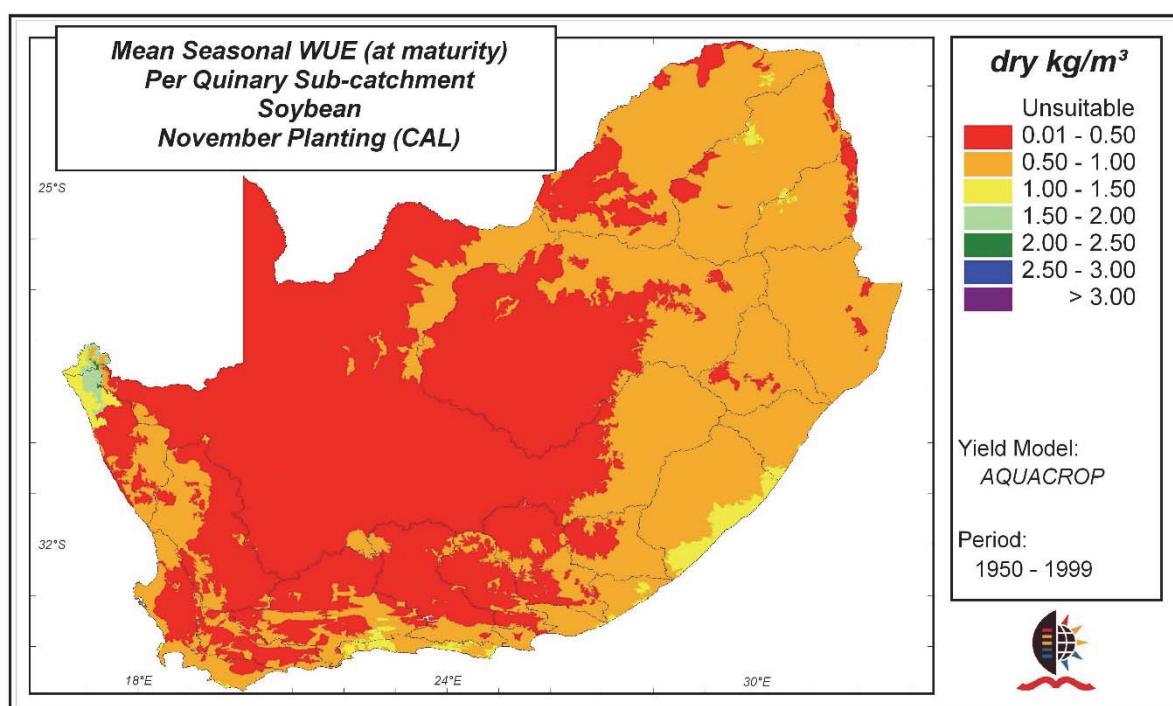 Mean Seasonal WUE (at maturity)
Per Quinary Sub-catchment
Soybean
November Planting (CAL)
dry kg/m³
Unsuitable
0.01 - 0.50
0.50 - 1.00
1.00 - 1.50
1.50 - 2.00
2.00 - 2.50
2.50 - 3.00
> 3.00
Yield Model:
AQUACROP
Period:
1950 - 1999
25°S
32°S
18°E
24°E
30°E